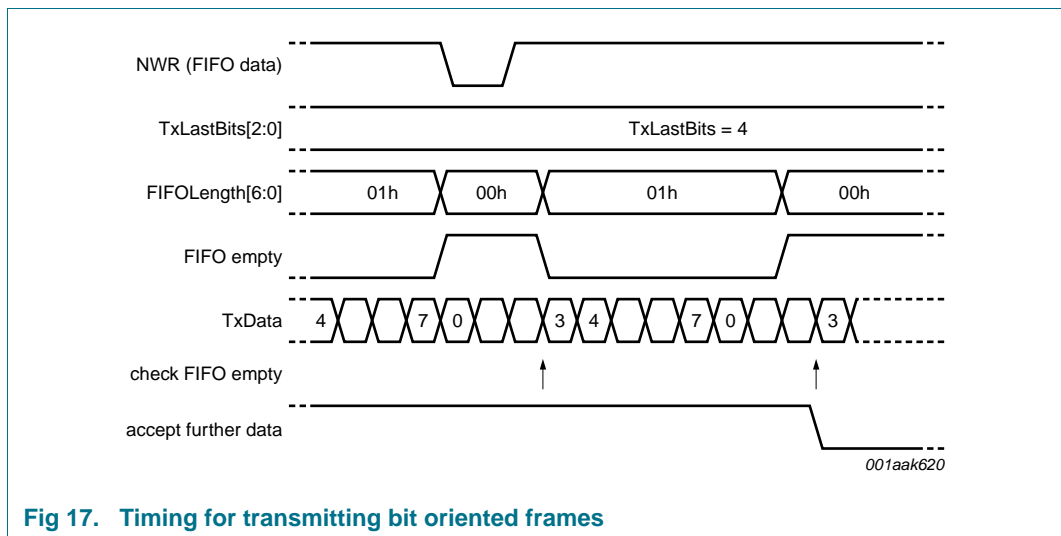 NWR (FIFO data)
TxLastBits[2:0] TxLastBits = 4
FIFOLength[6:0] 01h 00h 01h 00h
FIFO empty
TxData 4 7 0 3 4 7 0 3
check FIFO empty
accept further data
001aak620
Fig 17. Timing for transmitting bit oriented frames